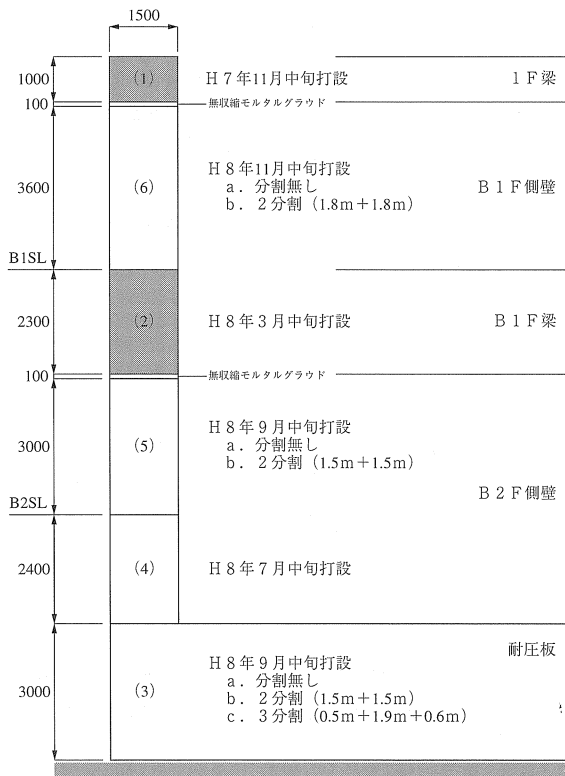 1500
1000
(1)
H7年11月中旬打設
1F梁
100
無収縮モルタルグラウド
3600
(6)
H8年11月中旬打設
a．分割無し
b．2分割（1.8m＋1.8m）
B1F側壁
B1SL
2300
(2)
H8年3月中旬打設
B1F梁
100
無収縮モルタルグラウド
3000
(5)
H8年9月中旬打設
a．分割無し
b．2分割（1.5m＋1.5m）
B2F側壁
B2SL
2400
(4)
H8年7月中旬打設
耐圧板
3000
(3)
H8年9月中旬打設
a．分割無し
b．2分割（1.5m＋1.5m）
c．3分割（0.5m＋1.9m＋0.6m）